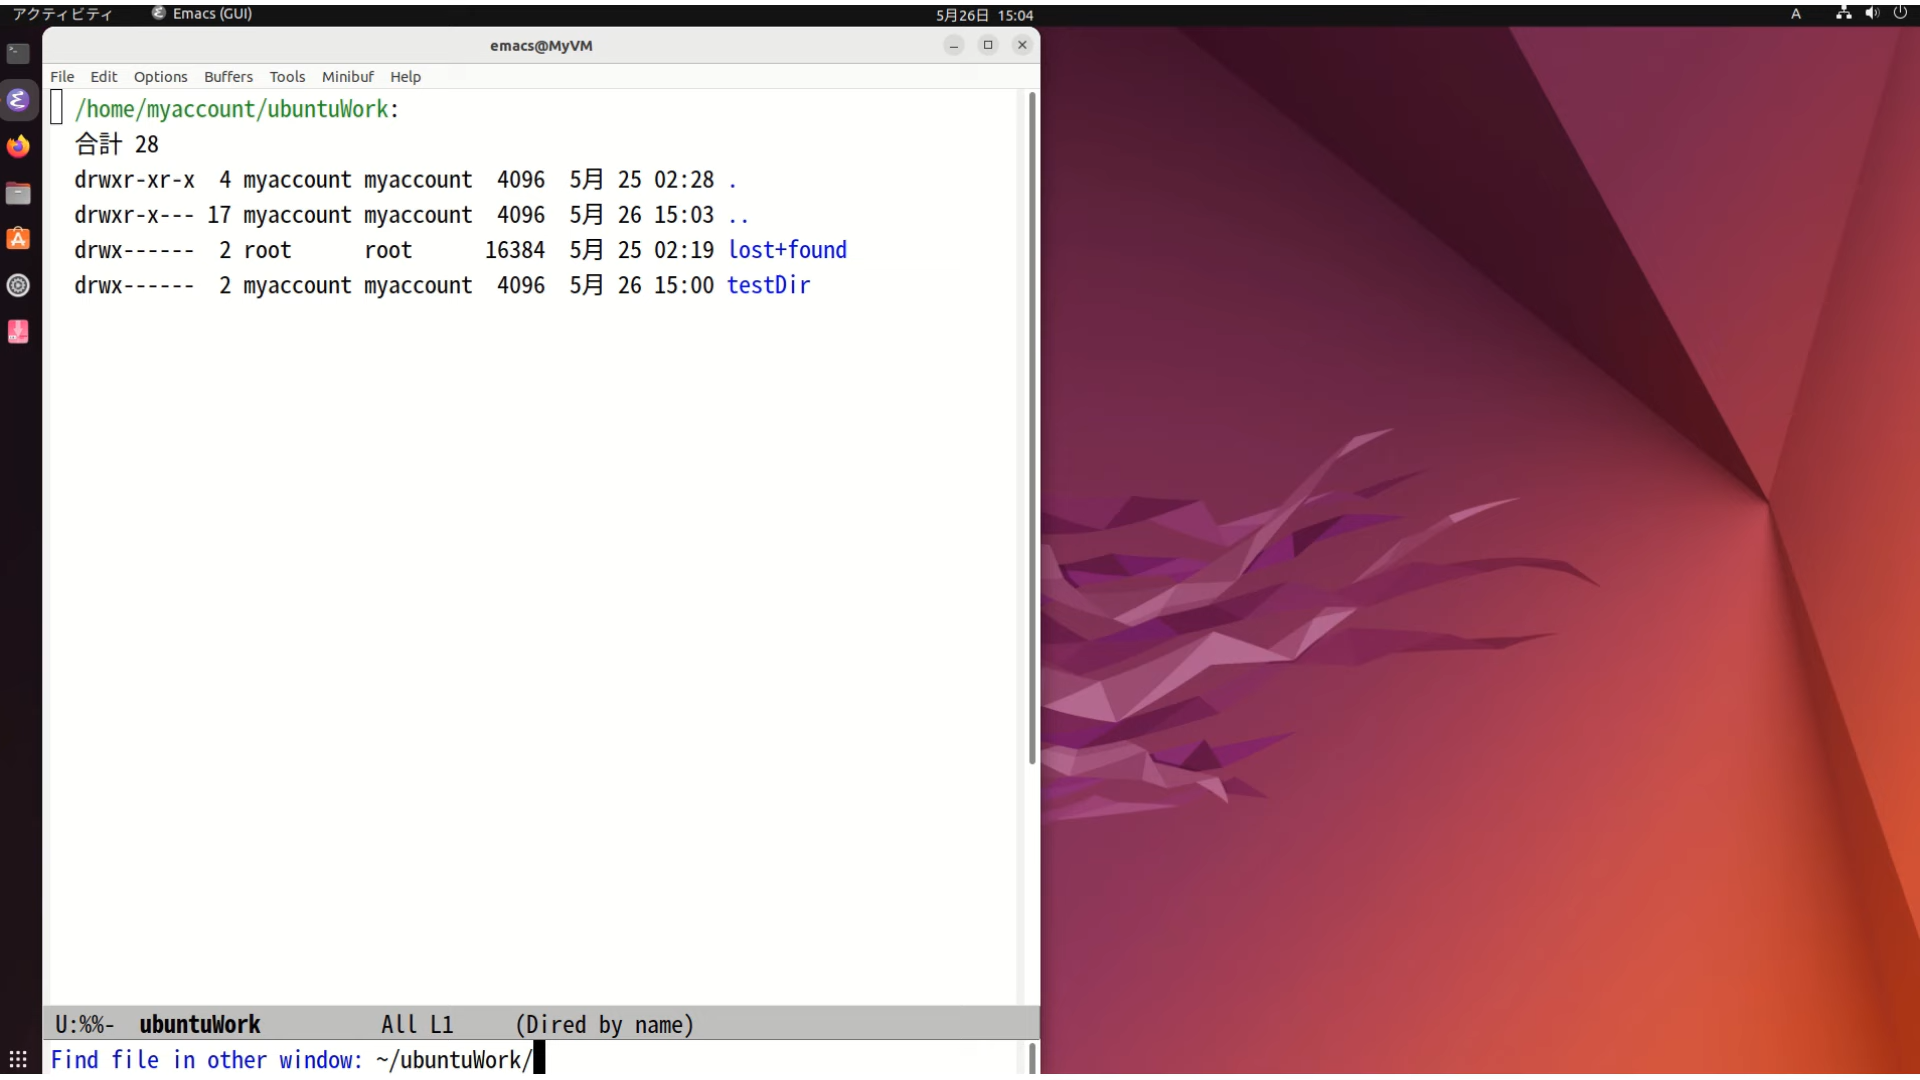 アクティビティ Emacs (GUI) 5月26日 15:04 A
emacs@MyVM
File Edit Options Buffers Tools Minibuf Help
/home/myaccount/ubuntuWork:
合計 28
drwxr-xr-x 4 myaccount myaccount 4096 5月 25 02:28 .
drwxr-x--- 17 myaccount myaccount 4096 5月 26 15:03 ..
drwx------ 2 root root 16384 5月 25 02:19 lost+found
drwx------ 2 myaccount myaccount 4096 5月 26 15:00 testDir
U:%%- ubuntuWork All L1 (Dired by name)
Find file in other window: ~/ubuntuWork/